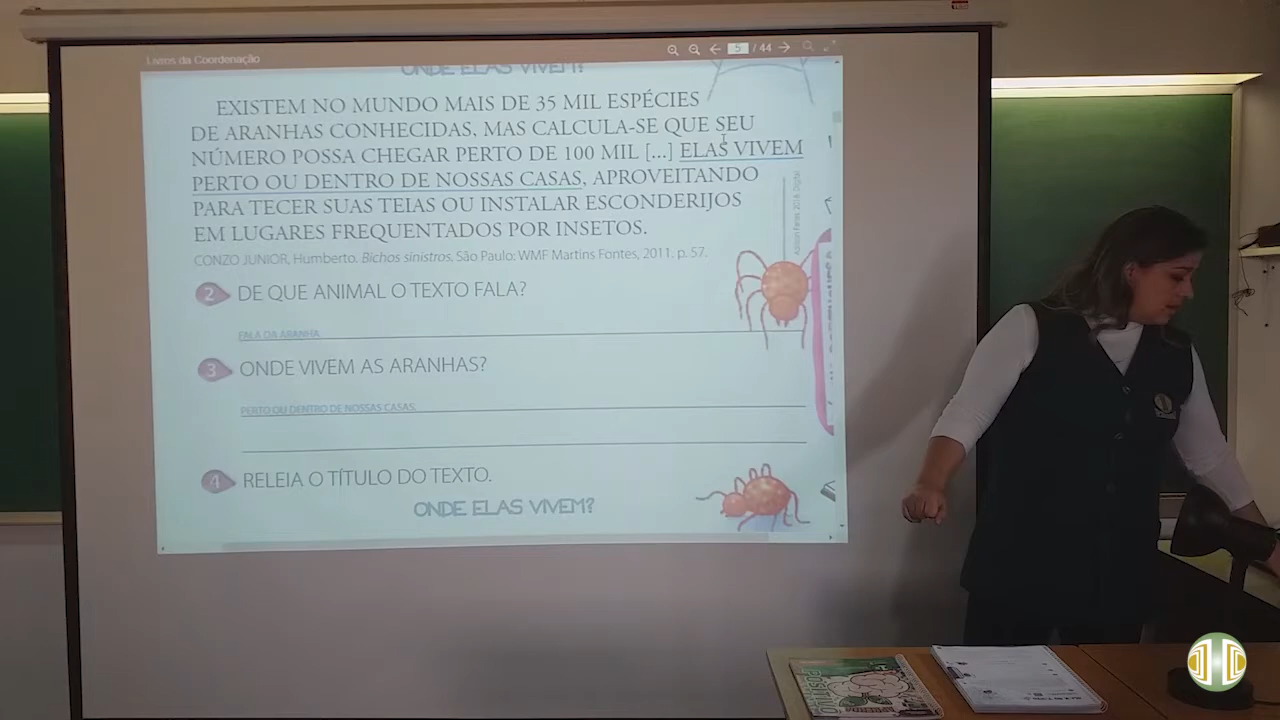 Livros da Coordenação
5 / 44
ONDE ELAS VIVEM?
EXISTEM NO MUNDO MAIS DE 35 MIL ESPÉCIES
DE ARANHAS CONHECIDAS, MAS CALCULA-SE QUE SEU
NÚMERO POSSA CHEGAR PERTO DE 100 MIL [...] ELAS VIVEM
PERTO OU DENTRO DE NOSSAS CASAS, APROVEITANDO
PARA TECER SUAS TEIAS OU INSTALAR ESCONDERIJOS
EM LUGARES FREQUENTADOS POR INSETOS.
CONZO JUNIOR, Humberto. Bichos sinistros. São Paulo: WMF Martins Fontes, 2011. p. 57.
2 DE QUE ANIMAL O TEXTO FALA?
FALA DA ARANHA.
3 ONDE VIVEM AS ARANHAS?
PERTO OU DENTRO DE NOSSAS CASAS.
4 RELEIA O TÍTULO DO TEXTO.
ONDE ELAS VIVEM?
POSITIVO